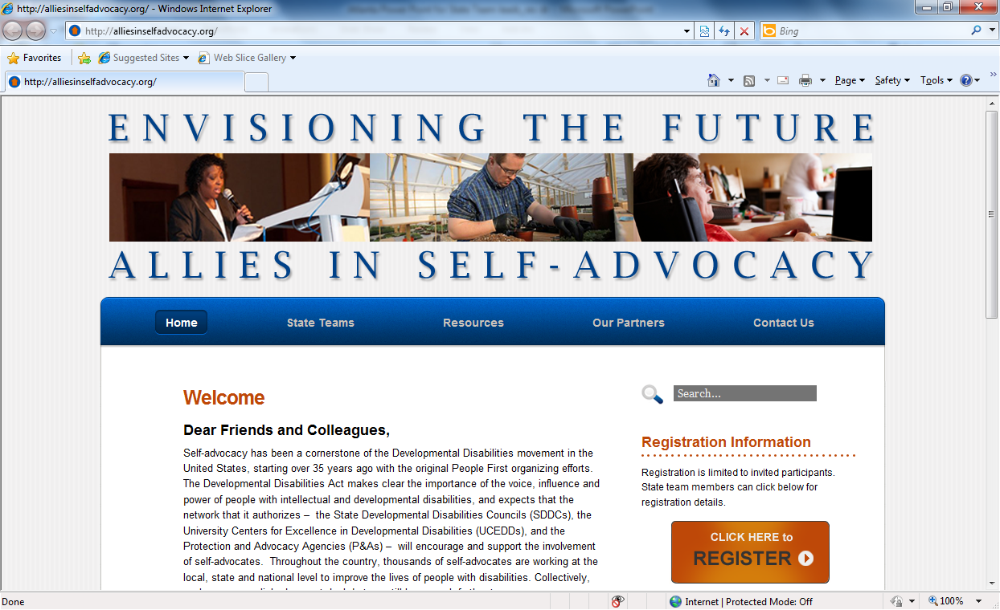 http://alliesinselfadvocacy.org/ - Windows Internet Explorer
http://alliesinselfadvocacy.org/
Bing
Favorites
Suggested Sites
Web Slice Gallery
http://alliesinselfadvocacy.org/
Page
Safety
Tools
ENVISIONING THE FUTURE
ALLIES IN SELF-ADVOCACY
Home
State Teams
Resources
Our Partners
Contact Us
Welcome
Dear Friends and Colleagues,
Self-advocacy has been a cornerstone of the Developmental Disabilities movement in the
United States, starting over 35 years ago with the original People First organizing efforts.
The Developmental Disabilities Act makes clear the importance of the voice, influence and
power of people with intellectual and developmental disabilities, and expects that the
network that it authorizes – the State Developmental Disabilities Councils (SDDCs), the
University Centers for Excellence in Developmental Disabilities (UCEDDs), and the
Protection and Advocacy Agencies (P&As) – will encourage and support the involvement
of self-advocates. Throughout the country, thousands of self-advocates are working at the
local, state and national level to improve the lives of people with disabilities. Collectively,
Search...
Registration Information
Registration is limited to invited participants.
State team members can click below for
registration details.
CLICK HERE to
REGISTER
Done
Internet | Protected Mode: Off
100%